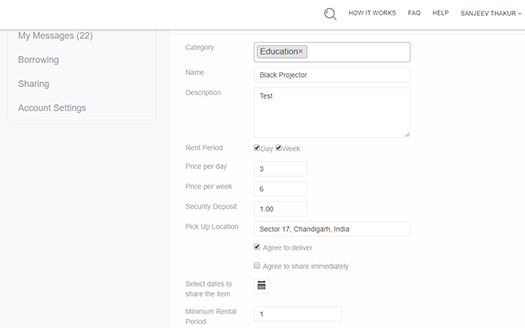 HOW IT WORKS FAQ HELP SANJEEV THAKUR
My Messages (22)
Borrowing
Sharing
Account Settings
Category Education×
Name Black Projector
Description Test
Rent Period Day Week
Price per day 3
Price per week 6
Security Deposit 1.00
Pick Up Location Sector 17, Chandigarh, India
Agree to deliver
Agree to share immediately
Select dates to
share the item
Minimum Rental 1
Period